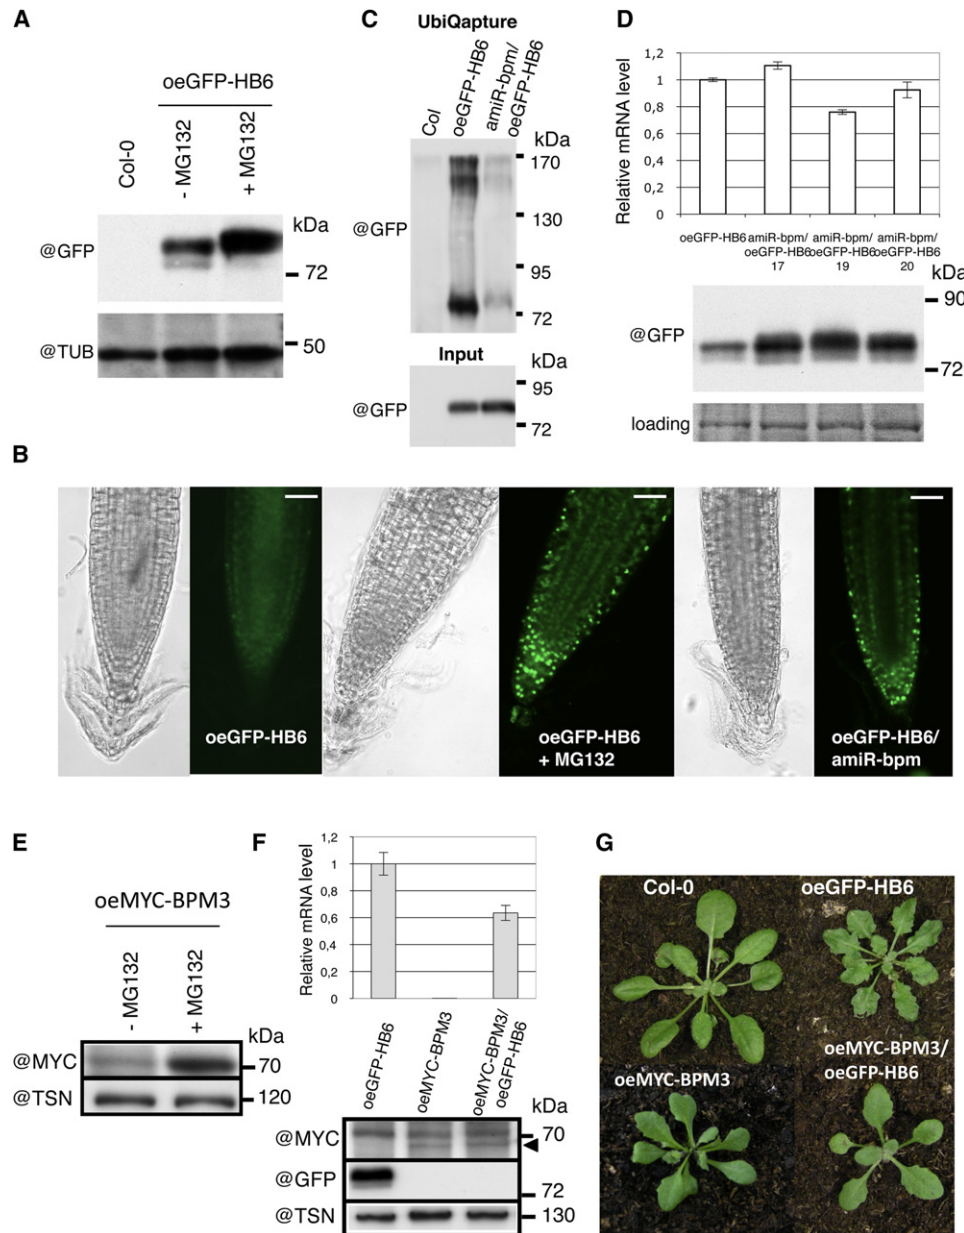 A
oeGFP-HB6
Col-0
- MG132
+ MG132
kDa
@GFP
72
@TUB
50
C
UbiQapture
Col
oeGFP-HB6
amiR-bpm/
oeGFP-HB6
kDa
170
@GFP
130
95
72
Input
95
@GFP
72
D
Relative mRNA level
1,2
1
0,8
0,6
0,4
0,2
0
oeGFP-HB6
amiR-bpm/
oeGFP-HB6
17
amiR-bpm/
oeGFP-HB6
19
amiR-bpm/
oeGFP-HB6
20
kDa
90
@GFP
72
loading
B
oeGFP-HB6
oeGFP-HB6
+ MG132
oeGFP-HB6/
amiR-bpm
E
oeMYC-BPM3
- MG132
+ MG132
kDa
@MYC
70
@TSN
120
F
Relative mRNA level
1,2
1
0,8
0,6
0,4
0,2
0
oeGFP-HB6
oeMYC-BPM3
oeMYC-BPM3/
oeGFP-HB6
kDa
@MYC
70
@GFP
72
@TSN
130
G
Col-0
oeGFP-HB6
oeMYC-BPM3
oeMYC-BPM3/
oeGFP-HB6